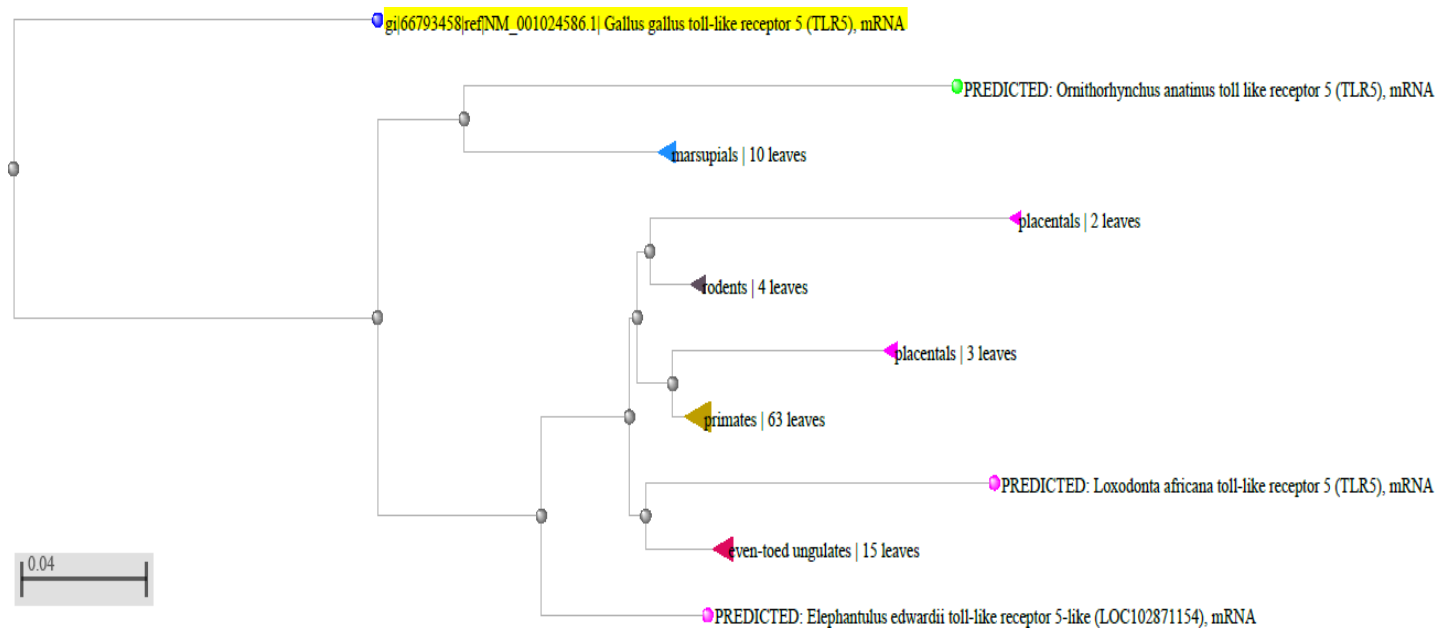 gi|66793458|ref|NM_001024586.1| Gallus gallus toll-like receptor 5 (TLR5), mRNA
PREDICTED: Ornithorhynchus anatinus toll like receptor 5 (TLR5), mRNA
marsupials | 10 leaves
placentals | 2 leaves
rodents | 4 leaves
placentals | 3 leaves
primates | 63 leaves
PREDICTED: Loxodonta africana toll-like receptor 5 (TLR5), mRNA
even-toed ungulates | 15 leaves
0.04
PREDICTED: Elephantulus edwardii toll-like receptor 5-like (LOC102871154), mRNA